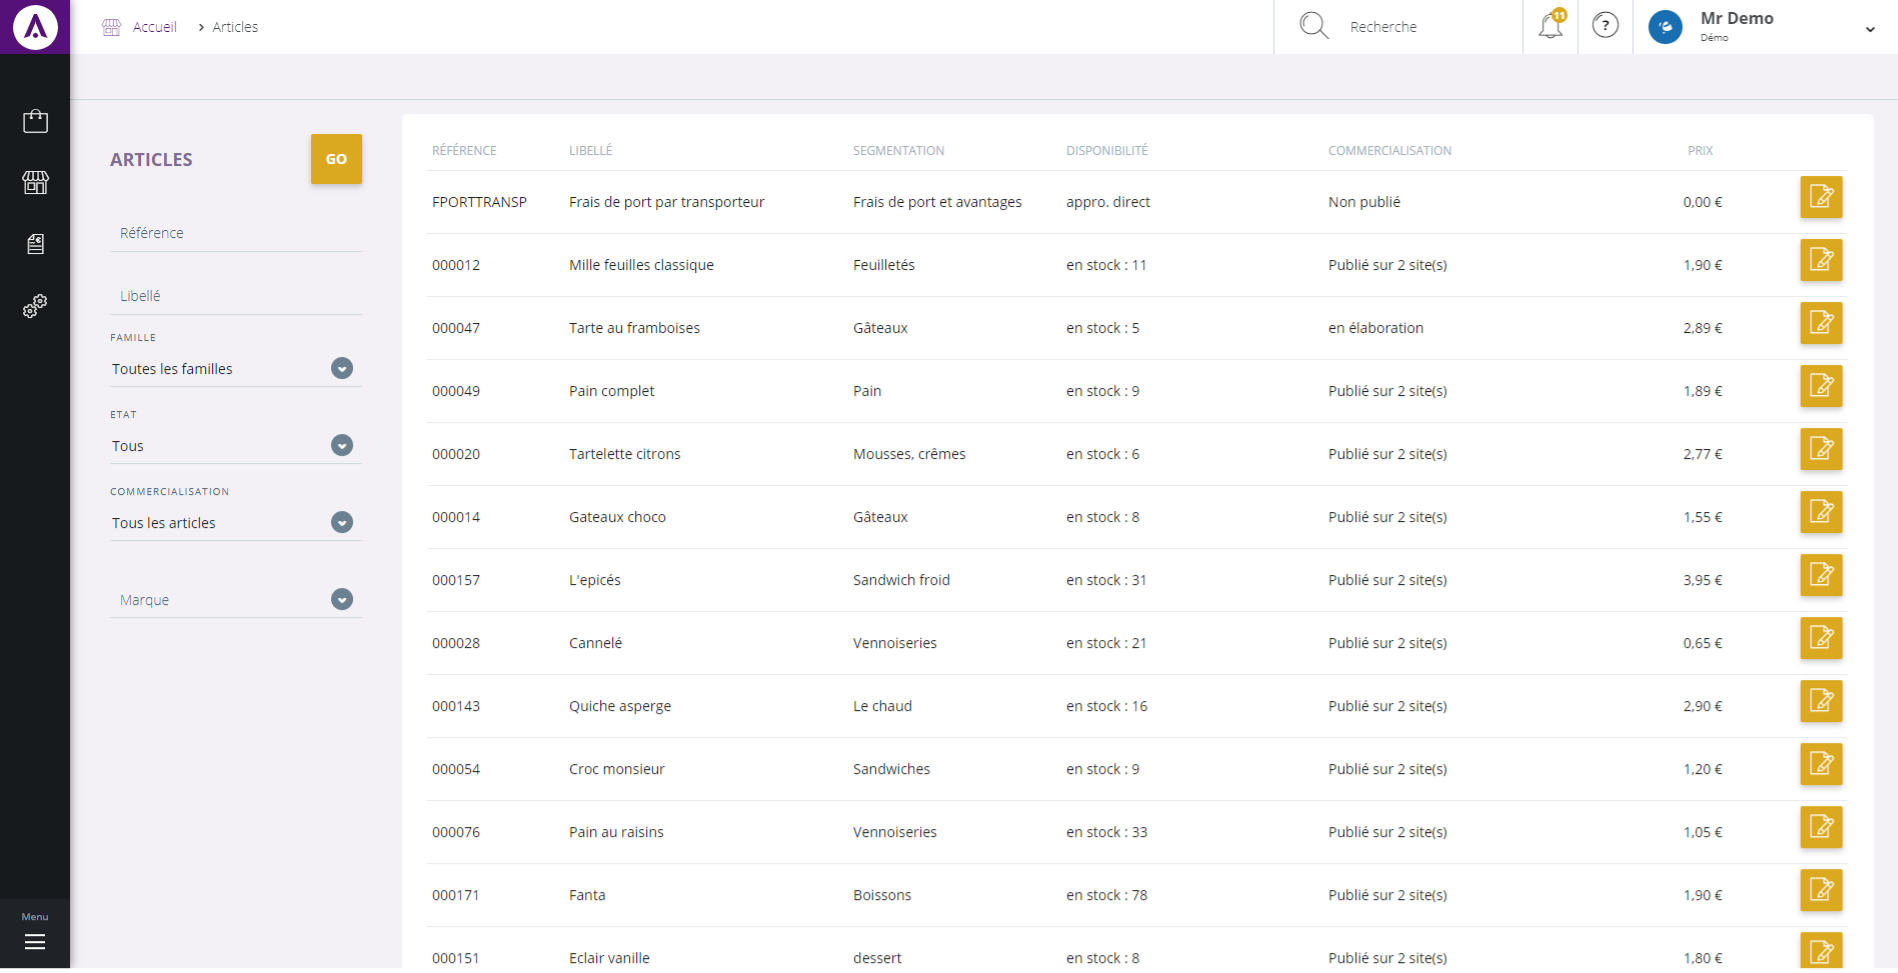 Accueil > Articles
Recherche
11
?
Mr Demo
Démo
ARTICLES
GO
Référence
Libellé
FAMILLE
Toutes les familles
ETAT
Tous
COMMERCIALISATION
Tous les articles
Marque
Menu
RÉFÉRENCE LIBELLÉ SEGMENTATION DISPONIBILITÉ COMMERCIALISATION PRIX
FPORTTRANSP Frais de port par transporteur Frais de port et avantages appro. direct Non publié 0,00 €
000012 Mille feuilles classique Feuilletés en stock : 11 Publié sur 2 site(s) 1,90 €
000047 Tarte au framboises Gâteaux en stock : 5 en élaboration 2,89 €
000049 Pain complet Pain en stock : 9 Publié sur 2 site(s) 1,89 €
000020 Tartelette citrons Mousses, crêmes en stock : 6 Publié sur 2 site(s) 2,77 €
000014 Gateaux choco Gâteaux en stock : 8 Publié sur 2 site(s) 1,55 €
000157 L'epicés Sandwich froid en stock : 31 Publié sur 2 site(s) 3,95 €
000028 Cannelé Vennoiseries en stock : 21 Publié sur 2 site(s) 0,65 €
000143 Quiche asperge Le chaud en stock : 16 Publié sur 2 site(s) 2,90 €
000054 Croc monsieur Sandwiches en stock : 9 Publié sur 2 site(s) 1,20 €
000076 Pain au raisins Vennoiseries en stock : 33 Publié sur 2 site(s) 1,05 €
000171 Fanta Boissons en stock : 78 Publié sur 2 site(s) 1,90 €
000151 Eclair vanille dessert en stock : 8 Publié sur 2 site(s) 1,80 €